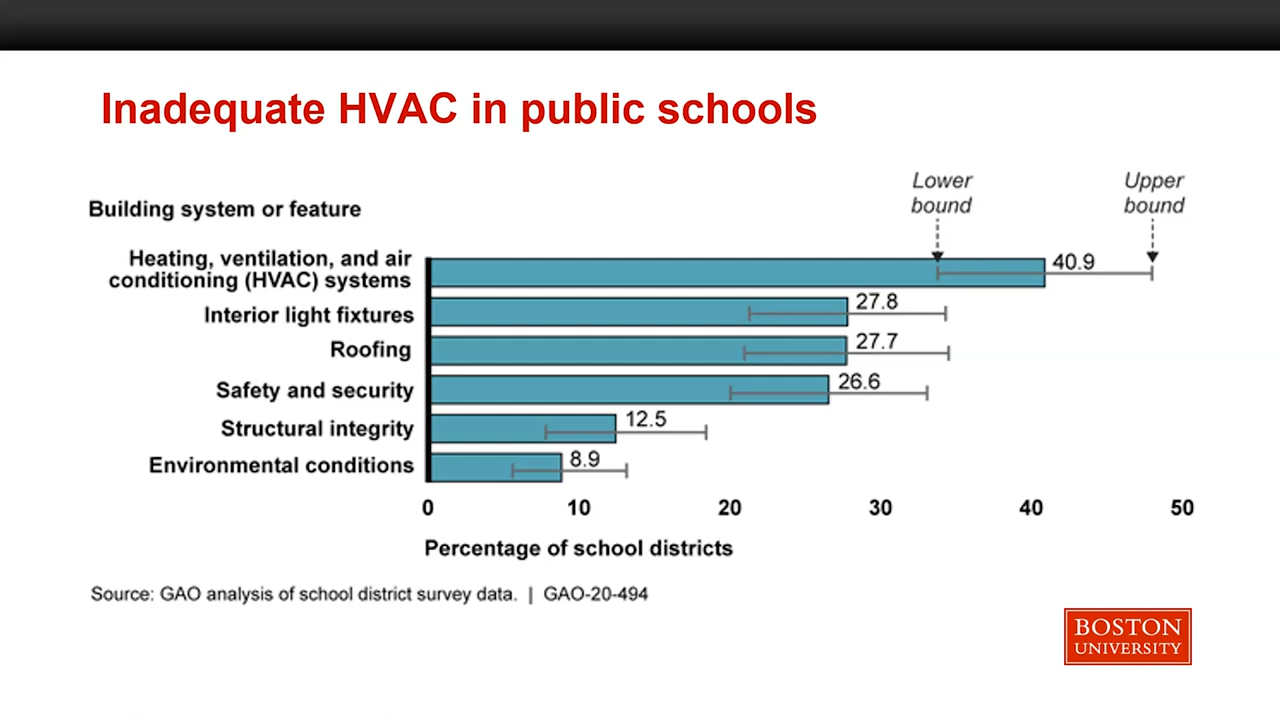 Inadequate HVAC in public schools
Lower
bound
Upper
bound
Building system or feature
Heating, ventilation, and air
conditioning (HVAC) systems
40.9
Interior light fixtures
27.8
Roofing
27.7
Safety and security
26.6
Structural integrity
12.5
Environmental conditions
8.9
0 10 20 30 40 50
Percentage of school districts
Source: GAO analysis of school district survey data. | GAO-20-494
BOSTON
UNIVERSITY